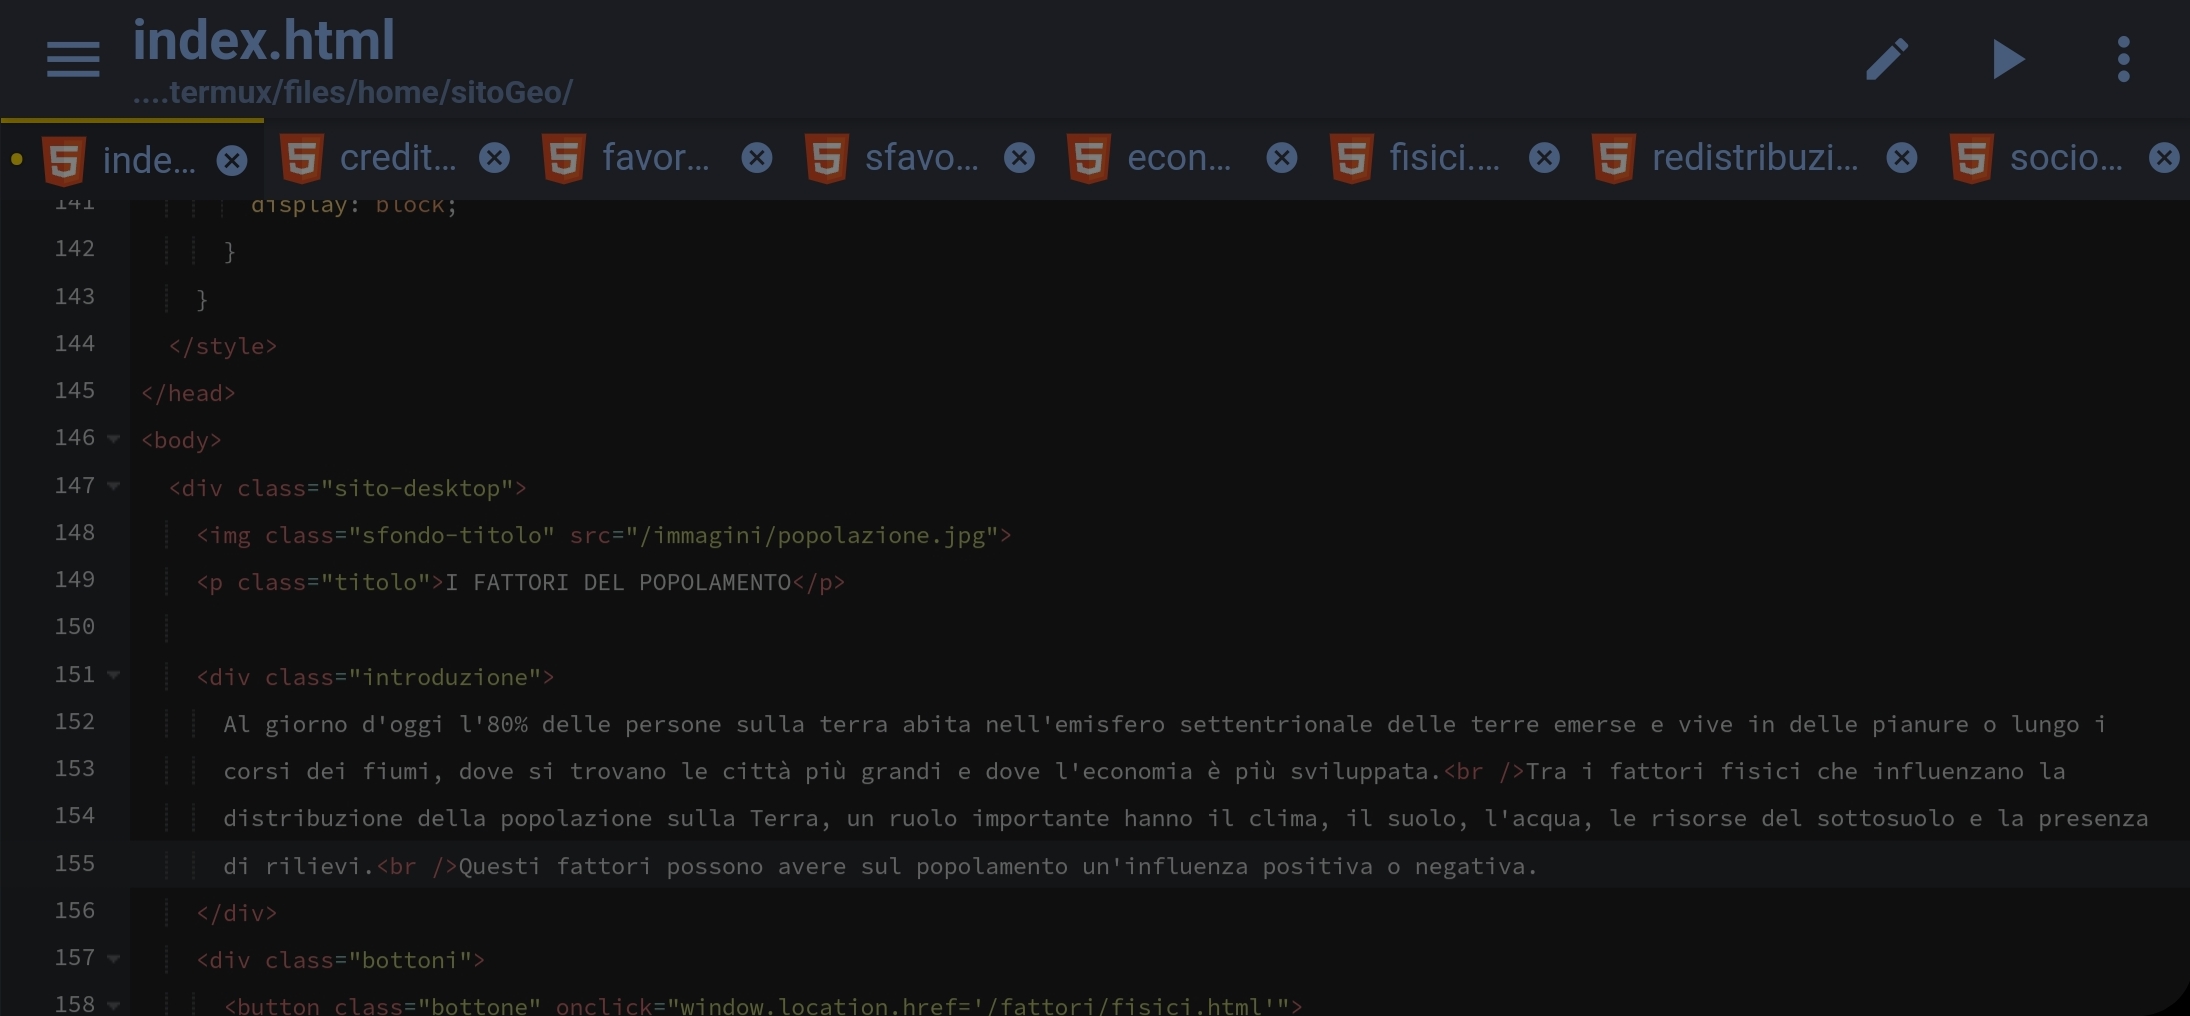 index.html
....termux/files/home/sitoGeo/
inde... credit... favor... sfavo... econ... fisici.... redistribuzi... socio...
141 display: block;
142 }
143 }
144 </style>
145 </head>
146 <body>
147 <div class="sito-desktop">
148 <img class="sfondo-titolo" src="/immagini/popolazione.jpg">
149 <p class="titolo">I FATTORI DEL POPOLAMENTO</p>
150
151 <div class="introduzione">
152 Al giorno d'oggi l'80% delle persone sulla terra abita nell'emisfero settentrionale delle terre emerse e vive in delle pianure o lungo i
153 corsi dei fiumi, dove si trovano le città più grandi e dove l'economia è più sviluppata.<br />Tra i fattori fisici che influenzano la
154 distribuzione della popolazione sulla Terra, un ruolo importante hanno il clima, il suolo, l'acqua, le risorse del sottosuolo e la presenza
155 di rilievi.<br />Questi fattori possono avere sul popolamento un'influenza positiva o negativa.
156 </div>
157 <div class="bottoni">
158 <button class="bottone" onclick="window.location.href='/fattori/fisici.html'">